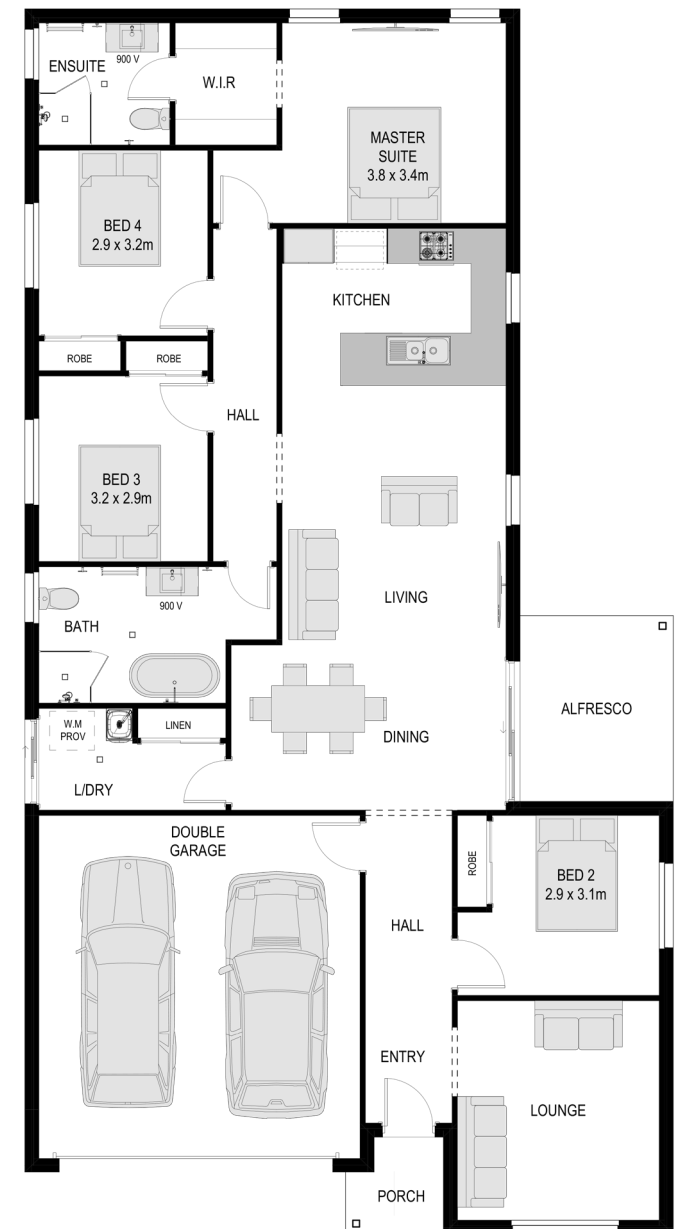 ENSUITE
900 V
W.I.R
MASTER
SUITE
3.8 x 3.4m
BED 4
2.9 x 3.2m
KITCHEN
ROBE
ROBE
HALL
BED 3
3.2 x 2.9m
LIVING
900 V
BATH
ALFRESCO
W.M
PROV
LINEN
DINING
L/DRY
DOUBLE
GARAGE
ROBE
BED 2
2.9 x 3.1m
HALL
ENTRY
LOUNGE
PORCH